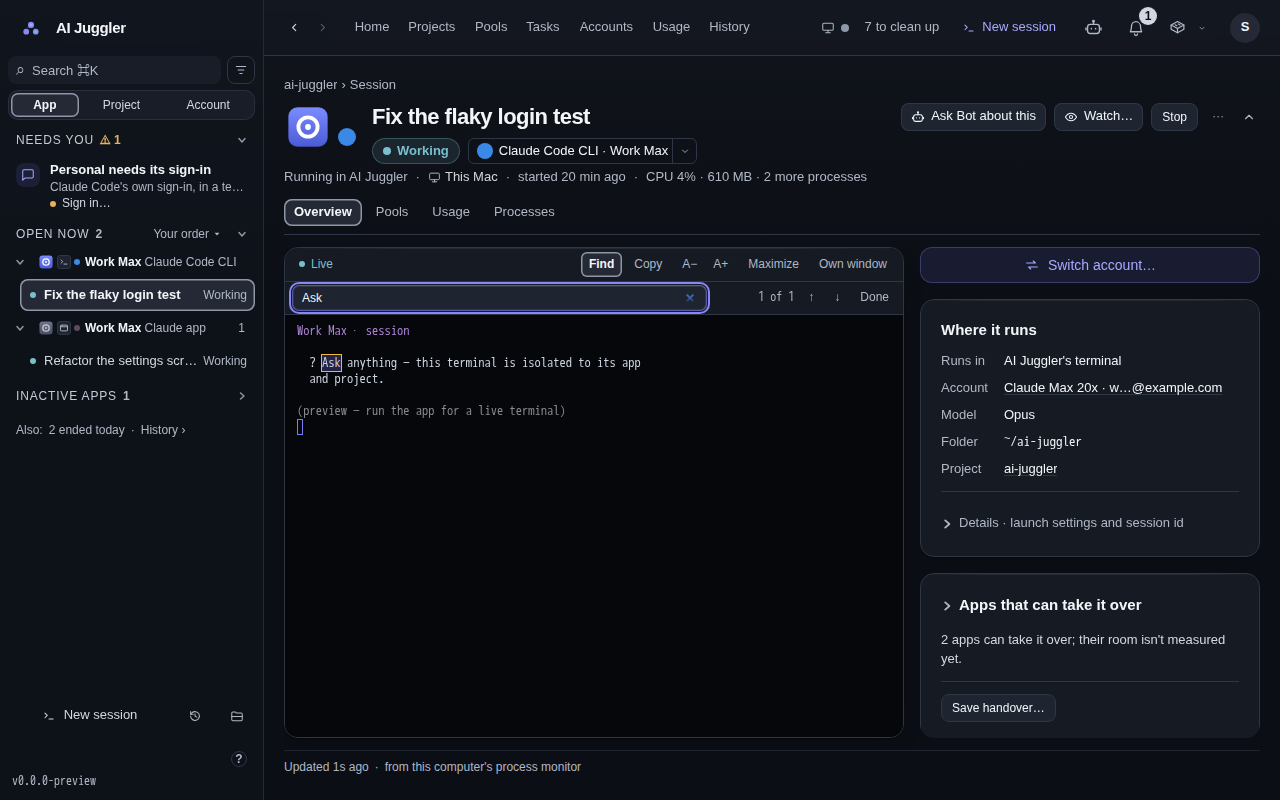 AI Juggler
Search ⌘K
App Project Account
NEEDS YOU 1
Personal needs its sign-in
Claude Code's own sign-in, in a te…
Sign in…
OPEN NOW 2 Your order
Work Max Claude Code CLI
Fix the flaky login test Working
Work Max Claude app 1
Refactor the settings scr… Working
INACTIVE APPS 1
Also: 2 ended today · History ›
New session
?
v0.0.0-preview
Home Projects Pools Tasks Accounts Usage History
7 to clean up
New session
1
S
ai-juggler › Session
Fix the flaky login test
Working
Claude Code CLI · Work Max
Ask Bot about this
Watch…
Stop
Running in AI Juggler · This Mac · started 20 min ago · CPU 4% · 610 MB · 2 more processes
Overview Pools Usage Processes
Live
Find Copy A− A+ Maximize Own window
Ask
1 of 1 ↑ ↓ Done
Work Max · session
? Ask anything — this terminal is isolated to its app
and project.
(preview — run the app for a live terminal)
Switch account…
Where it runs
Runs in AI Juggler's terminal
Account Claude Max 20x · w…@example.com
Model Opus
Folder ~/ai-juggler
Project ai-juggler
Details · launch settings and session id
Apps that can take it over
2 apps can take it over; their room isn't measured
yet.
Save handover…
Updated 1s ago · from this computer's process monitor